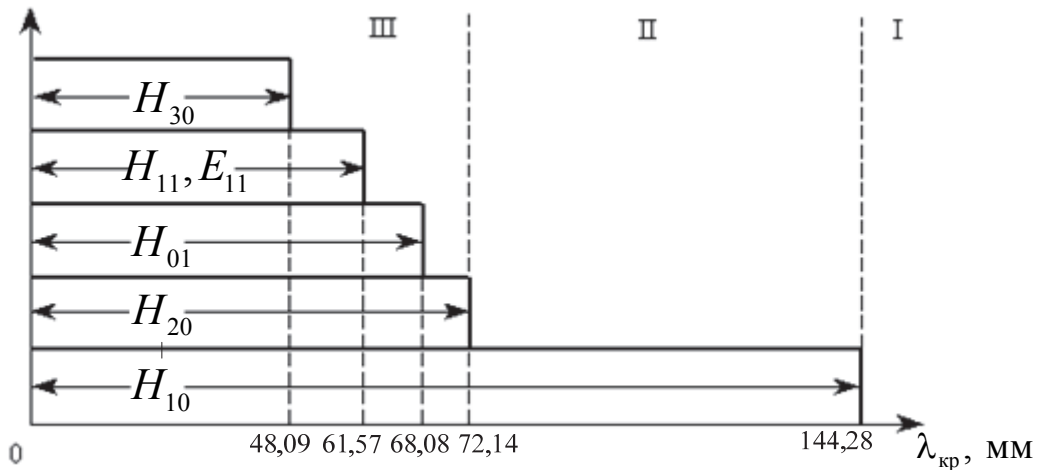 III II I
H₃₀
H₁₁, E₁₁
H₀₁
H₂₀
H₁₀
0 48,09 61,57 68,08 72,14 144,28 λкр, мм